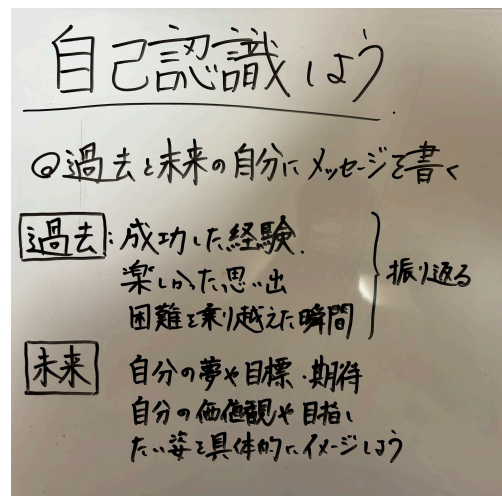 自己認識しよう.
◎過去と未来の自分にメッセージを書く
過去:成功した経験.
楽しかった思い出
困難を乗り越えた瞬間
振り返る
未来 自分の夢や目標・期待
自分の価値観や目指し
たい姿を具体的にイメージしよう